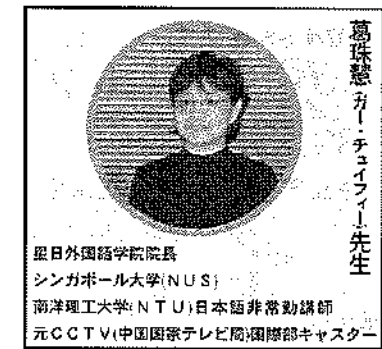 葛珠慧 ガー・チュイフィー先生
星日外国語学院院長
シンガポール大学(NUS)
南洋理工大学(NTU)日本語非常勤講師
元CCTV(中国国家テレビ局)国際部キャスター